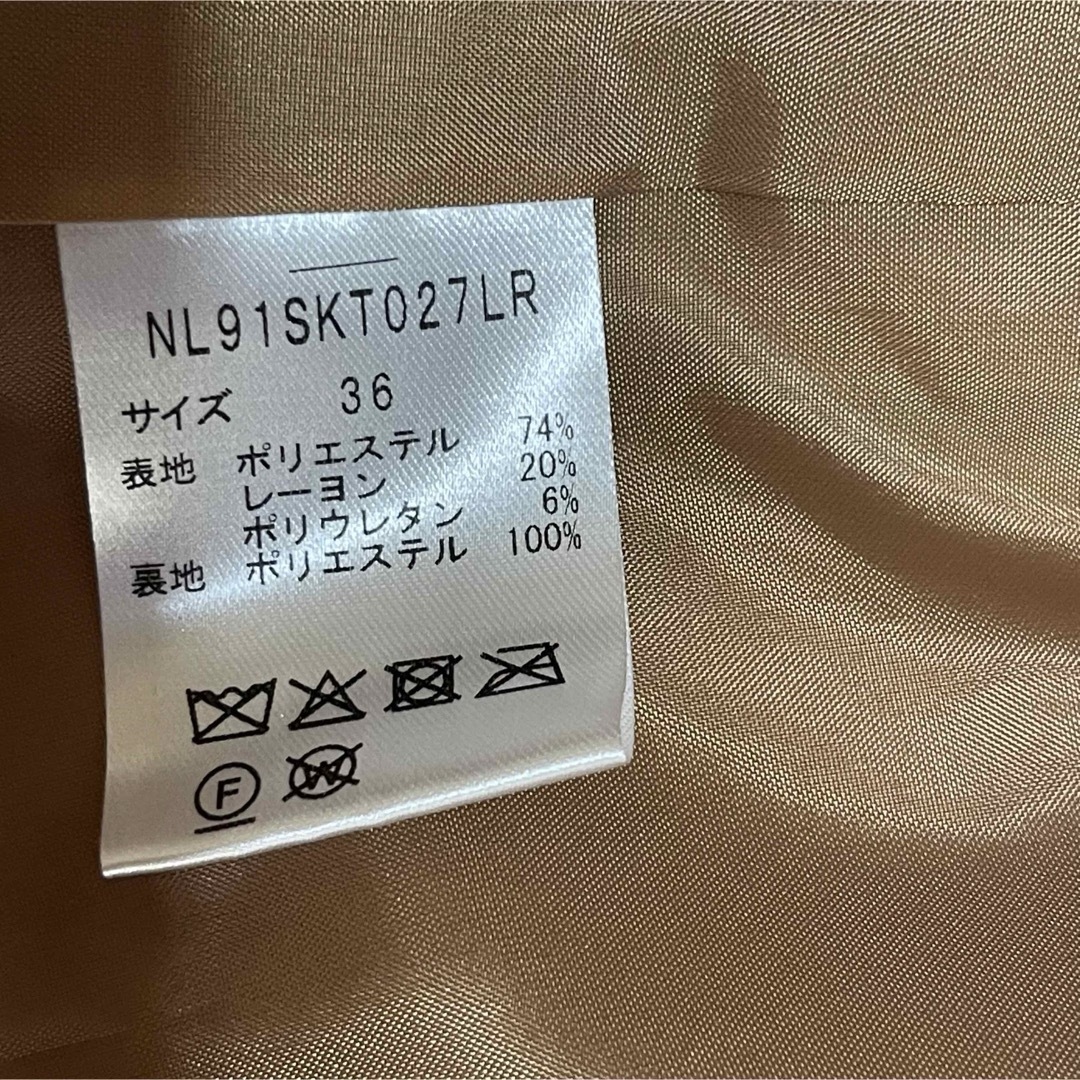 NL91SKT027LR
サイズ 36
表地 ポリエステル 74%
レーヨン 20%
ポリウレタン 6%
裏地 ポリエステル 100%
F W